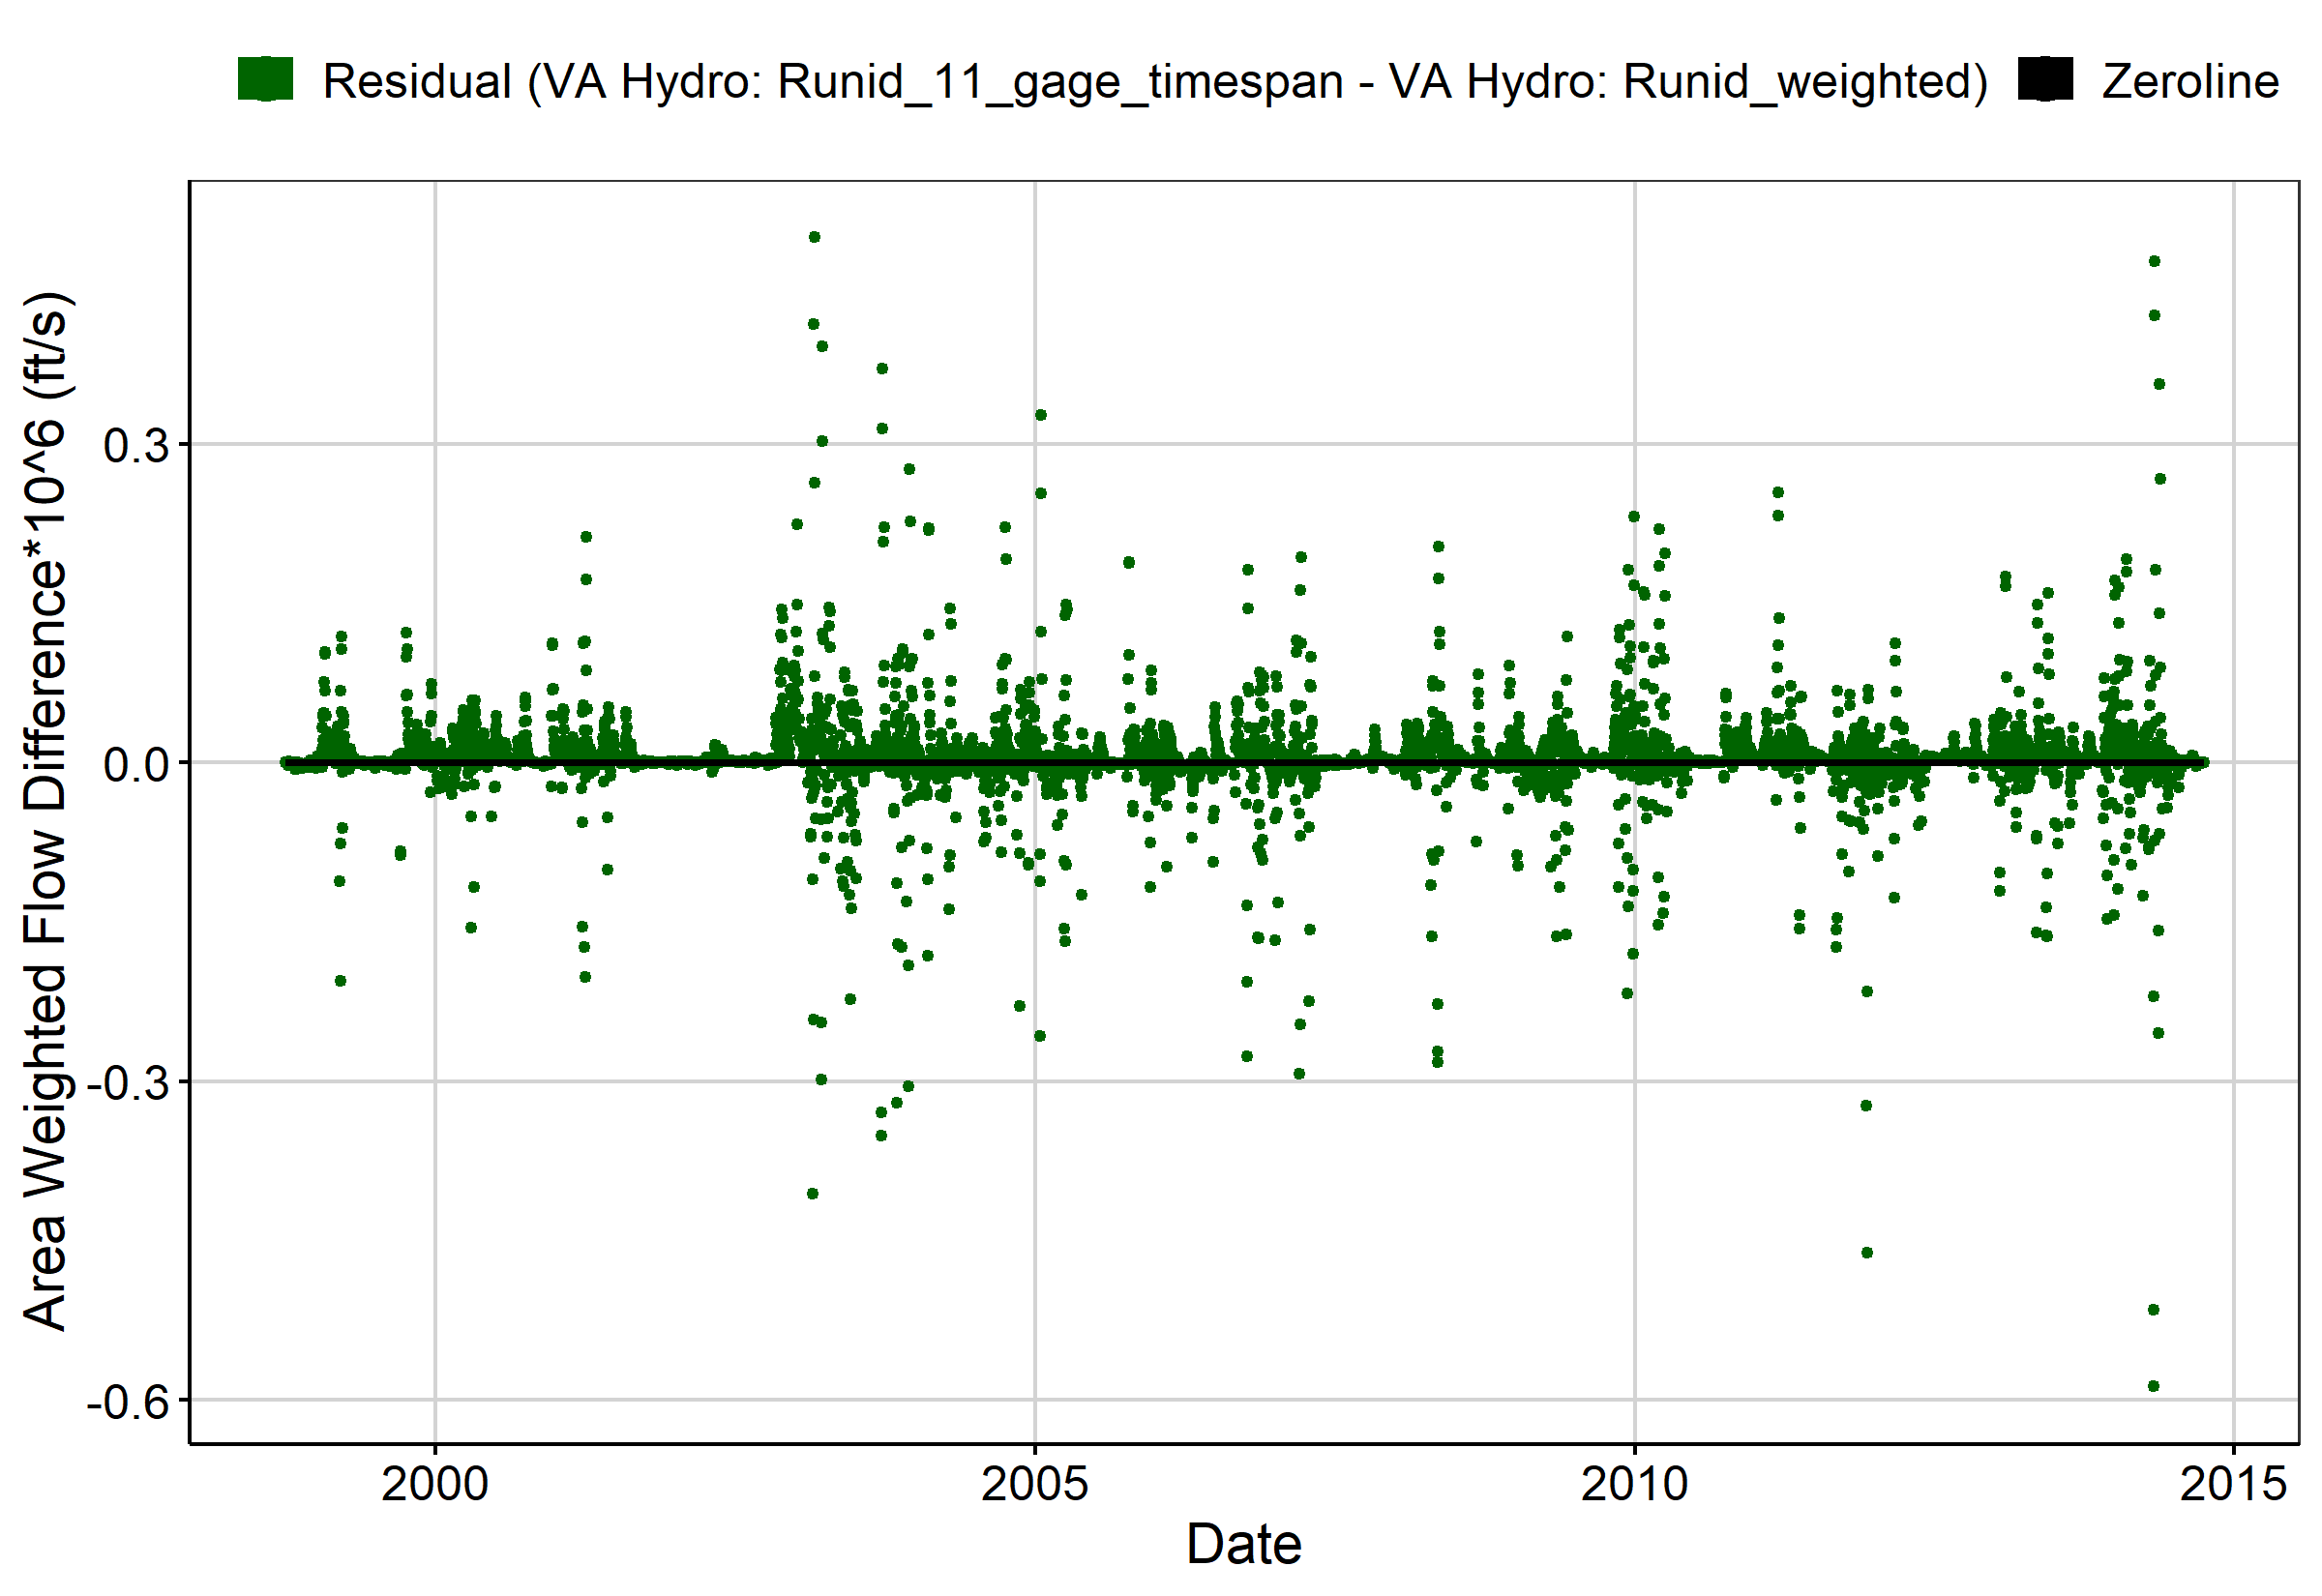 Residual (VA Hydro: Runid_11_gage_timespan - VA Hydro: Runid_weighted) Zeroline
Area Weighted Flow Difference*10^6 (ft/s)
0.3
0.0
-0.3
-0.6
2000 2005 2010 2015
Date